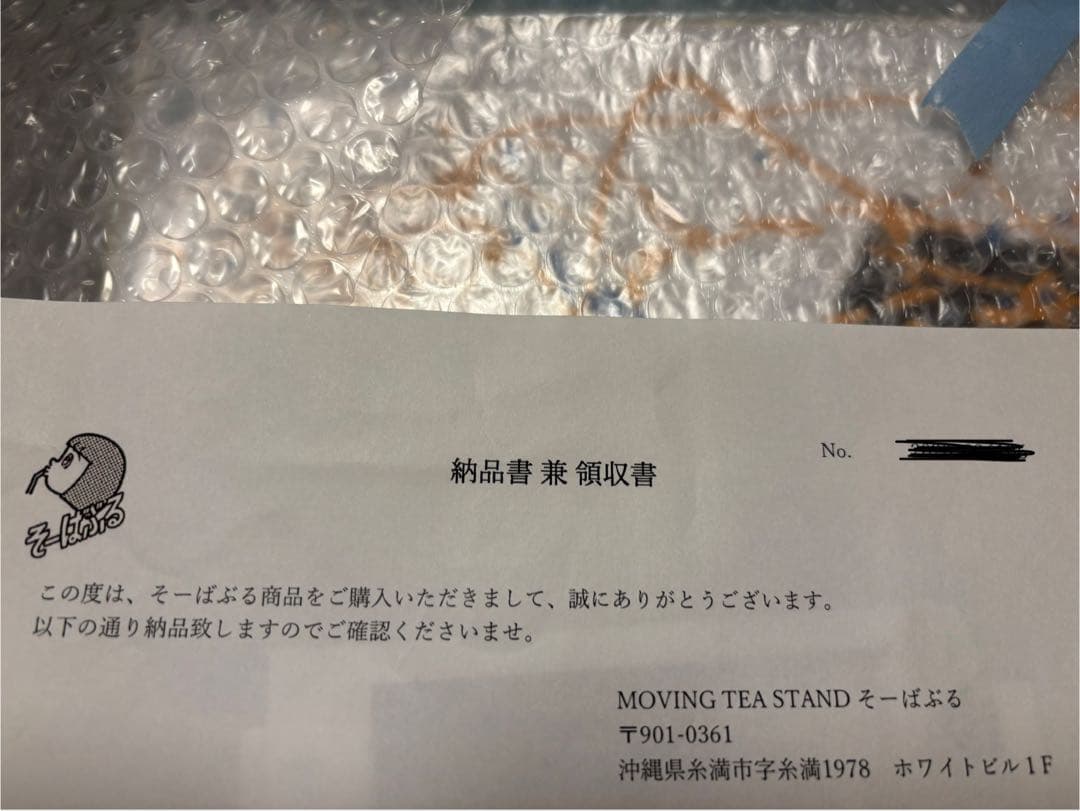 納品書 兼 領収書
No.
そーばぶる
この度は、そーばぶる商品をご購入いただきまして、誠にありがとうございます。
以下の通り納品致しますのでご確認くださいませ。
MOVING TEA STAND そーばぶる
〒901-0361
沖縄県糸満市字糸満1978　ホワイトビル1F